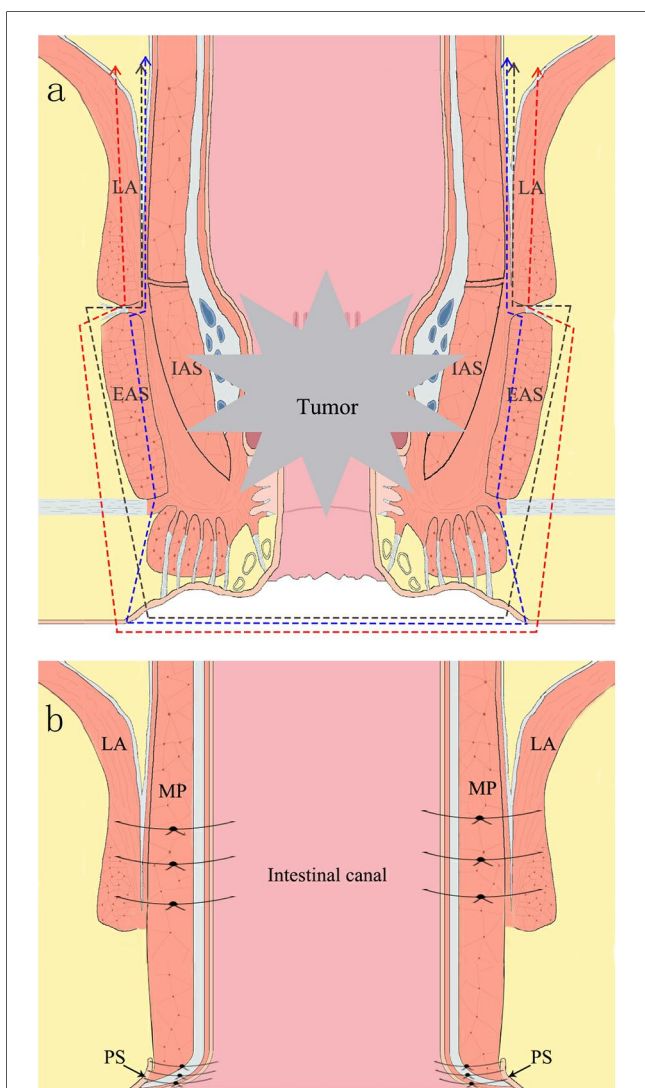 a
LA LA
IAS IAS
EAS EAS
Tumor
b
LA LA
MP MP
Intestinal canal
PS PS